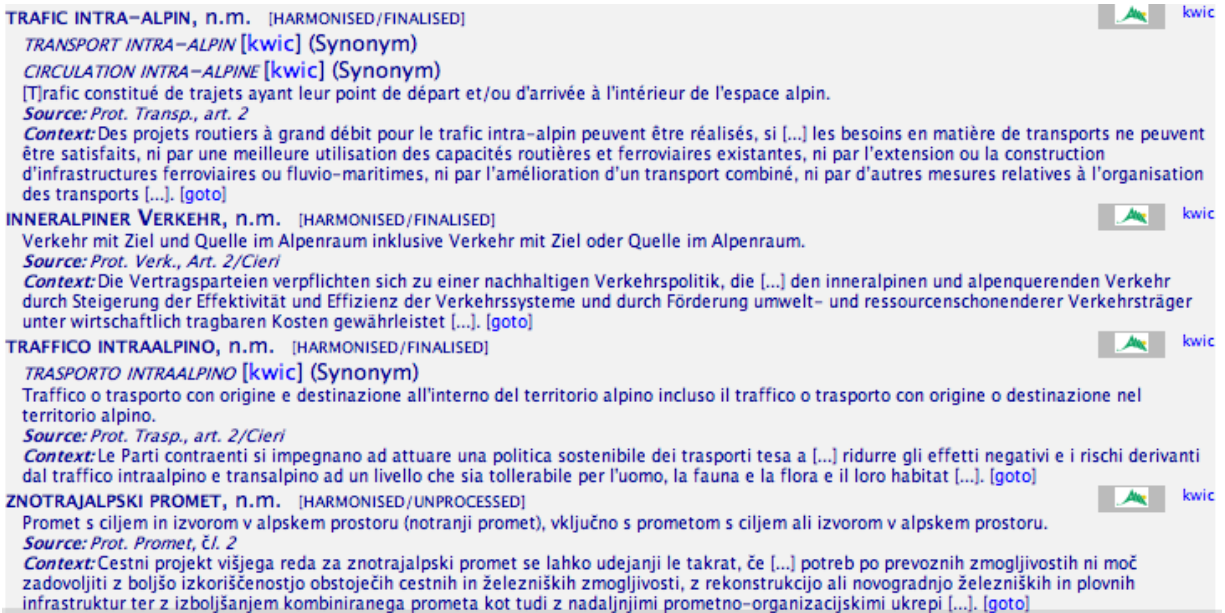 TRAFIC INTRA-ALPIN, n.m. [HARMONISED/FINALISED] kwic
TRANSPORT INTRA-ALPIN [kwic] (Synonym)
CIRCULATION INTRA-ALPINE [kwic] (Synonym)
[T]rafic constitué de trajets ayant leur point de départ et/ou d'arrivée à l'intérieur de l'espace alpin.
Source: Prot. Transp., art. 2
Context: Des projets routiers à grand débit pour le trafic intra-alpin peuvent être réalisés, si [...] les besoins en matière de transports ne peuvent
être satisfaits, ni par une meilleure utilisation des capacités routières et ferroviaires existantes, ni par l'extension ou la construction
d'infrastructures ferroviaires ou fluvio-maritimes, ni par l'amélioration d'un transport combiné, ni par d'autres mesures relatives à l'organisation
des transports [...]. [goto]
INNERALPINER VERKEHR, n.m. [HARMONISED/FINALISED] kwic
Verkehr mit Ziel und Quelle im Alpenraum inklusive Verkehr mit Ziel oder Quelle im Alpenraum.
Source: Prot. Verk., Art. 2/Cieri
Context: Die Vertragsparteien verpflichten sich zu einer nachhaltigen Verkehrspolitik, die [...] den inneralpinen und alpenquerenden Verkehr
durch Steigerung der Effektivität und Effizienz der Verkehrssysteme und durch Förderung umwelt- und ressourcenschonenderer Verkehrsträger
unter wirtschaftlich tragbaren Kosten gewährleistet [...]. [goto]
TRAFFICO INTRAALPINO, n.m. [HARMONISED/FINALISED] kwic
TRASPORTO INTRAALPINO [kwic] (Synonym)
Traffico o trasporto con origine e destinazione all'interno del territorio alpino incluso il traffico o trasporto con origine o destinazione nel
territorio alpino.
Source: Prot. Trasp., art. 2/Cieri
Context: Le Parti contraenti si impegnano ad attuare una politica sostenibile dei trasporti tesa a [...] ridurre gli effetti negativi e i rischi derivanti
dal traffico intraalpino e transalpino ad un livello che sia tollerabile per l'uomo, la fauna e la flora e il loro habitat [...]. [goto]
ZNOTRAJALPSKI PROMET, n.m. [HARMONISED/UNPROCESSED] kwic
Promet s ciljem in izvorom v alpskem prostoru (notranji promet), vključno s prometom s ciljem ali izvorom v alpskem prostoru.
Source: Prot. Promet, čl. 2
Context: Cestni projekt višjega reda za znotrajalpski promet se lahko udejanji le takrat, če [...] potreb po prevoznih zmogljivostih ni moč
zadovoljiti z boljšo izkoriščenostjo obstoječih cestnih in železniških zmogljivosti, z rekonstrukcijo ali novogradnjo železniških in plovnih
infrastruktur ter z izboljšanjem kombiniranega prometa kot tudi z nadaljnjimi prometno-organizacijskimi ukrepi [...]. [goto]